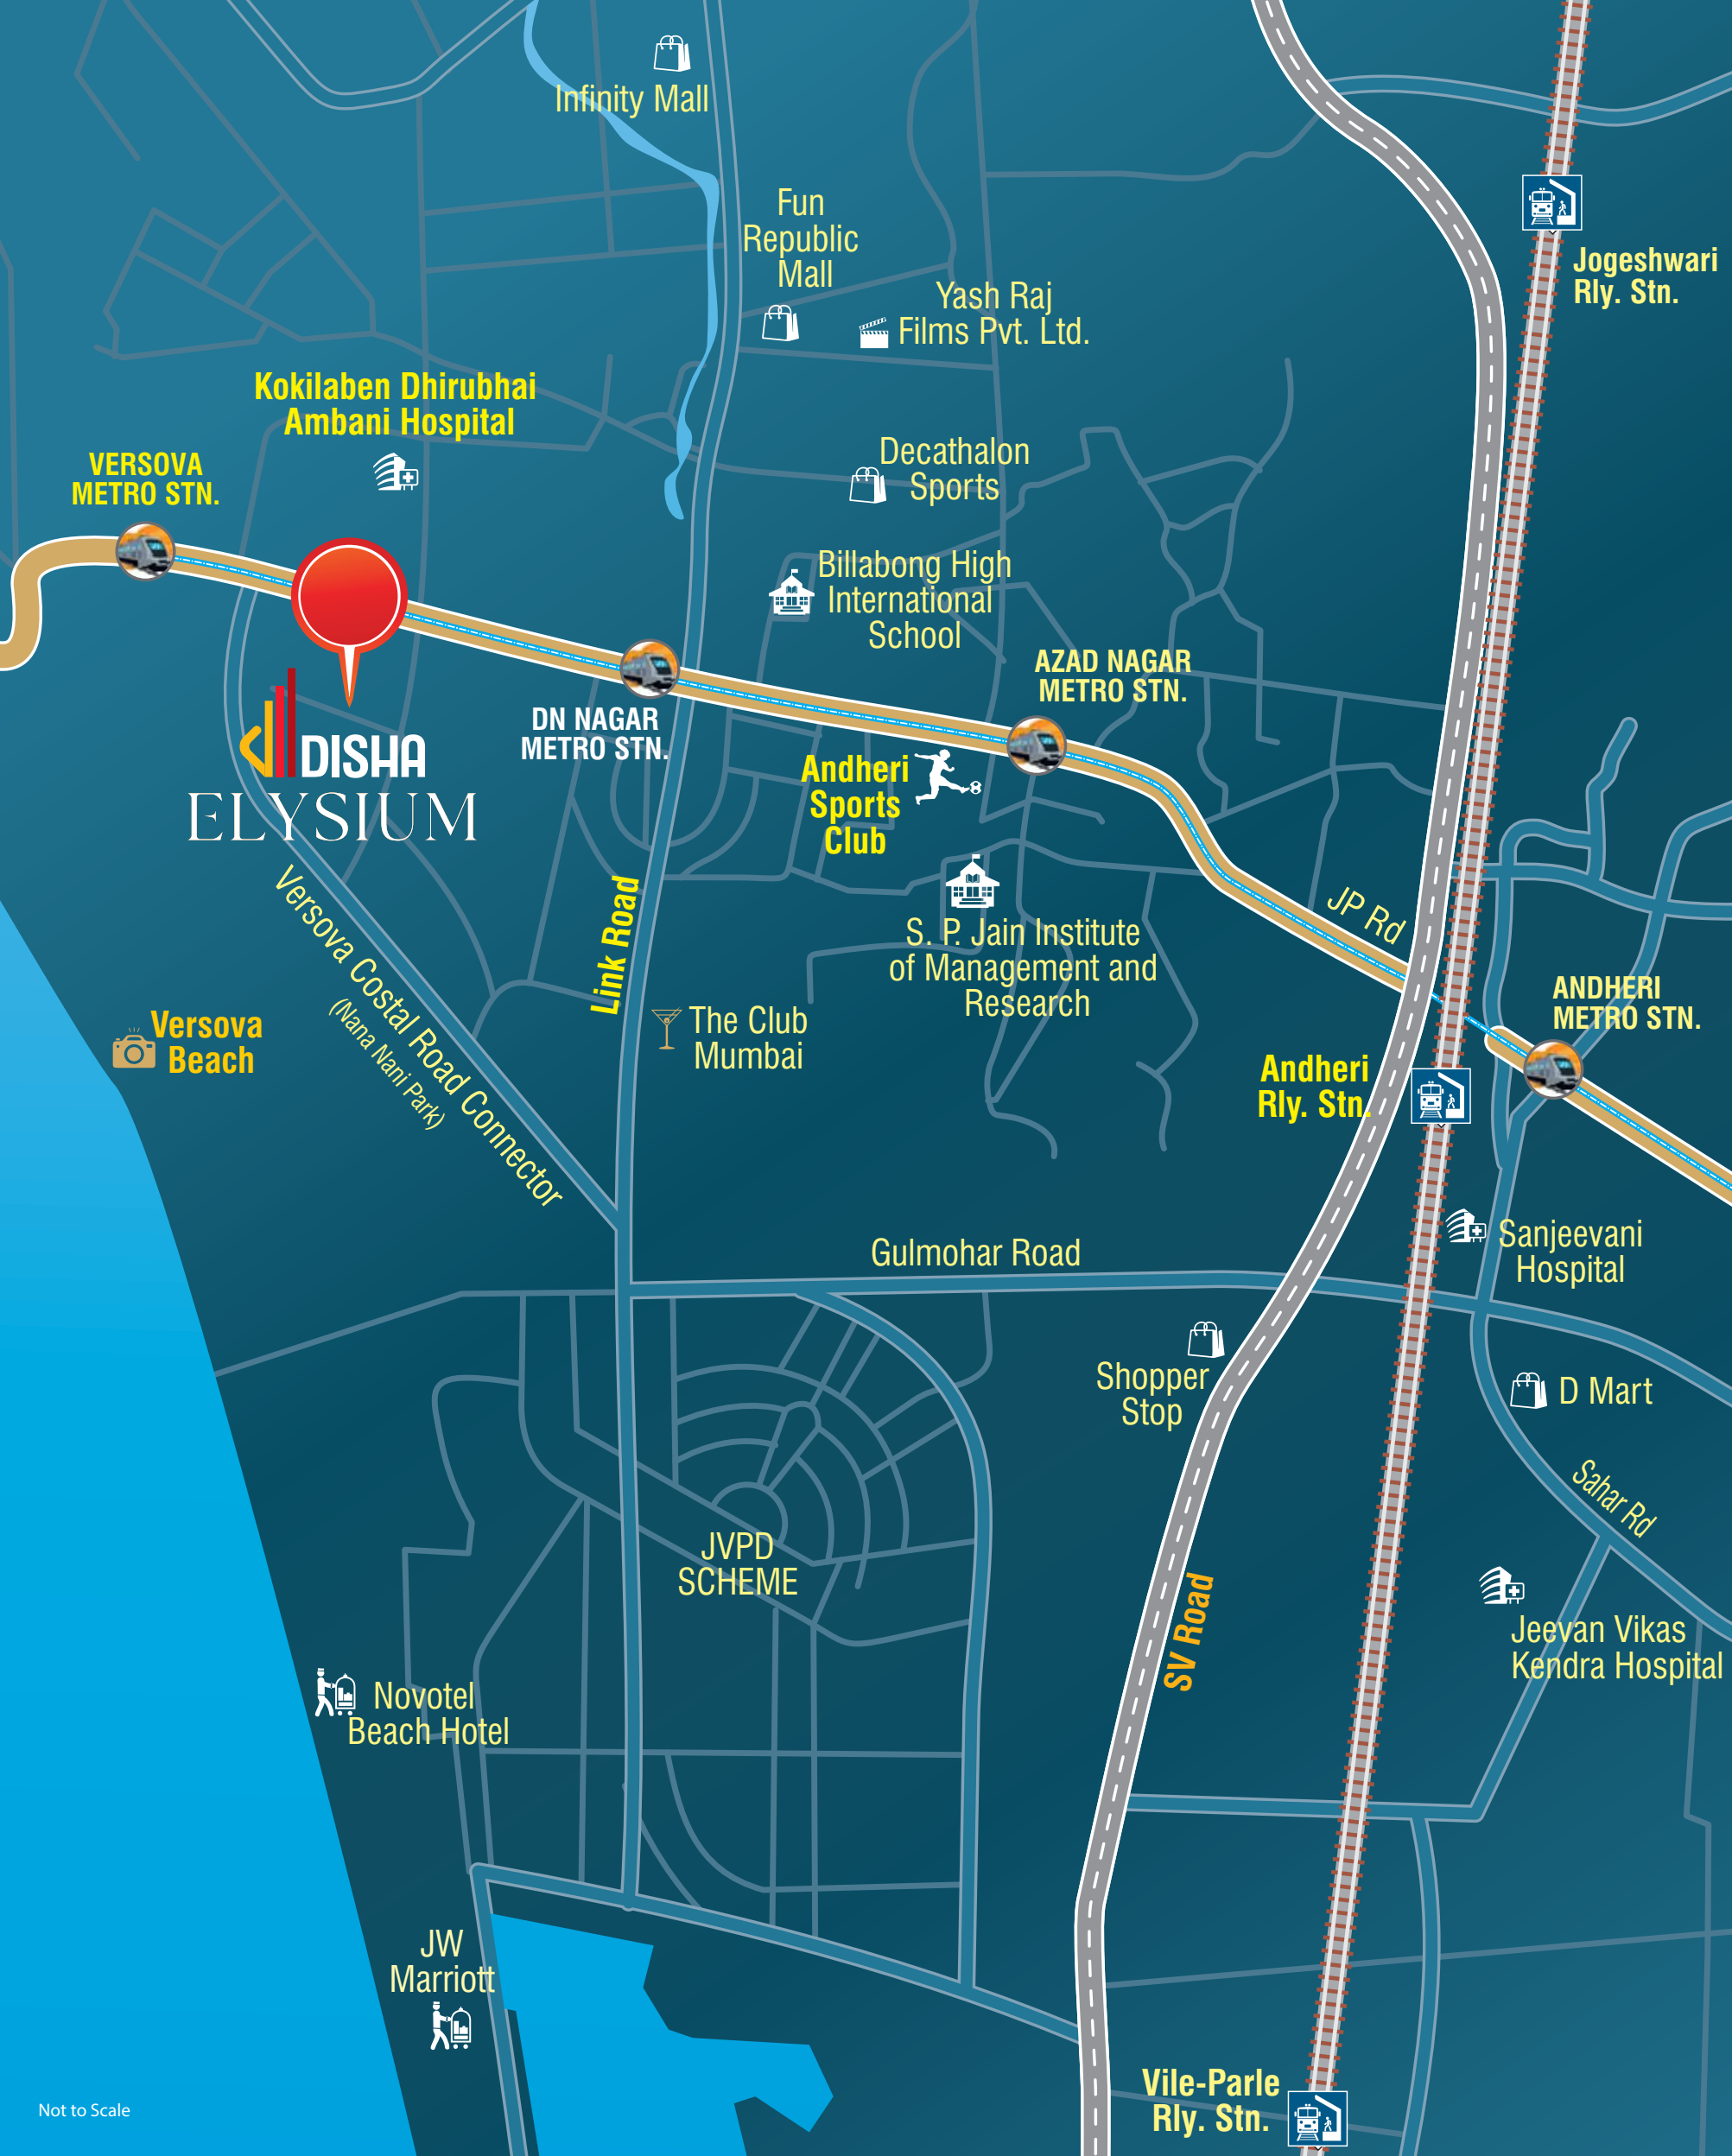 Infinity Mall
Fun
Republic
Mall
Yash Raj
Films Pvt. Ltd.
Jogeshwari
Rly. Stn.
Kokilaben Dhirubhai
Ambani Hospital
VERSOVA
METRO STN.
Decathalon
Sports
Billabong High
International
School
AZAD NAGAR
METRO STN.
DN NAGAR
METRO STN.
DISHA
ELYSIUM
Andheri
Sports
Club
Versova Costal Road Connector
(Nana Nani Park)
Link Road
S. P. Jain Institute
of Management and
Research
JP Rd
ANDHERI
METRO STN.
Versova
Beach
The Club
Mumbai
Andheri
Rly. Stn.
Sanjeevani
Hospital
Gulmohar Road
Shopper
Stop
D Mart
Sahar Rd
JVPD
SCHEME
SV Road
Jeevan Vikas
Kendra Hospital
Novotel
Beach Hotel
JW
Marriott
Vile-Parle
Rly. Stn.
Not to Scale